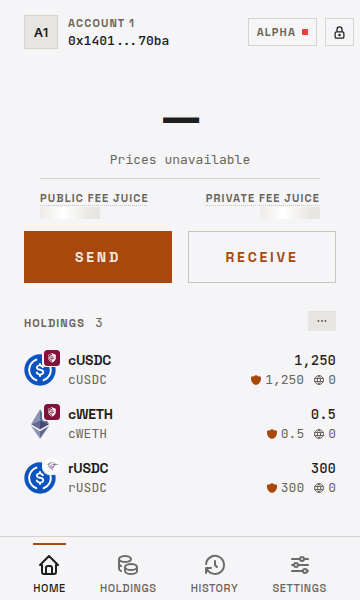 A1
ACCOUNT 1
0x1401...70ba
ALPHA
—
Prices unavailable
PUBLIC FEE JUICE
PRIVATE FEE JUICE
SEND
RECEIVE
HOLDINGS 3
...
cUSDC
1,250
cUSDC
1,250 0
cWETH
0.5
cWETH
0.5 0
rUSDC
300
rUSDC
300 0
HOME
HOLDINGS
HISTORY
SETTINGS